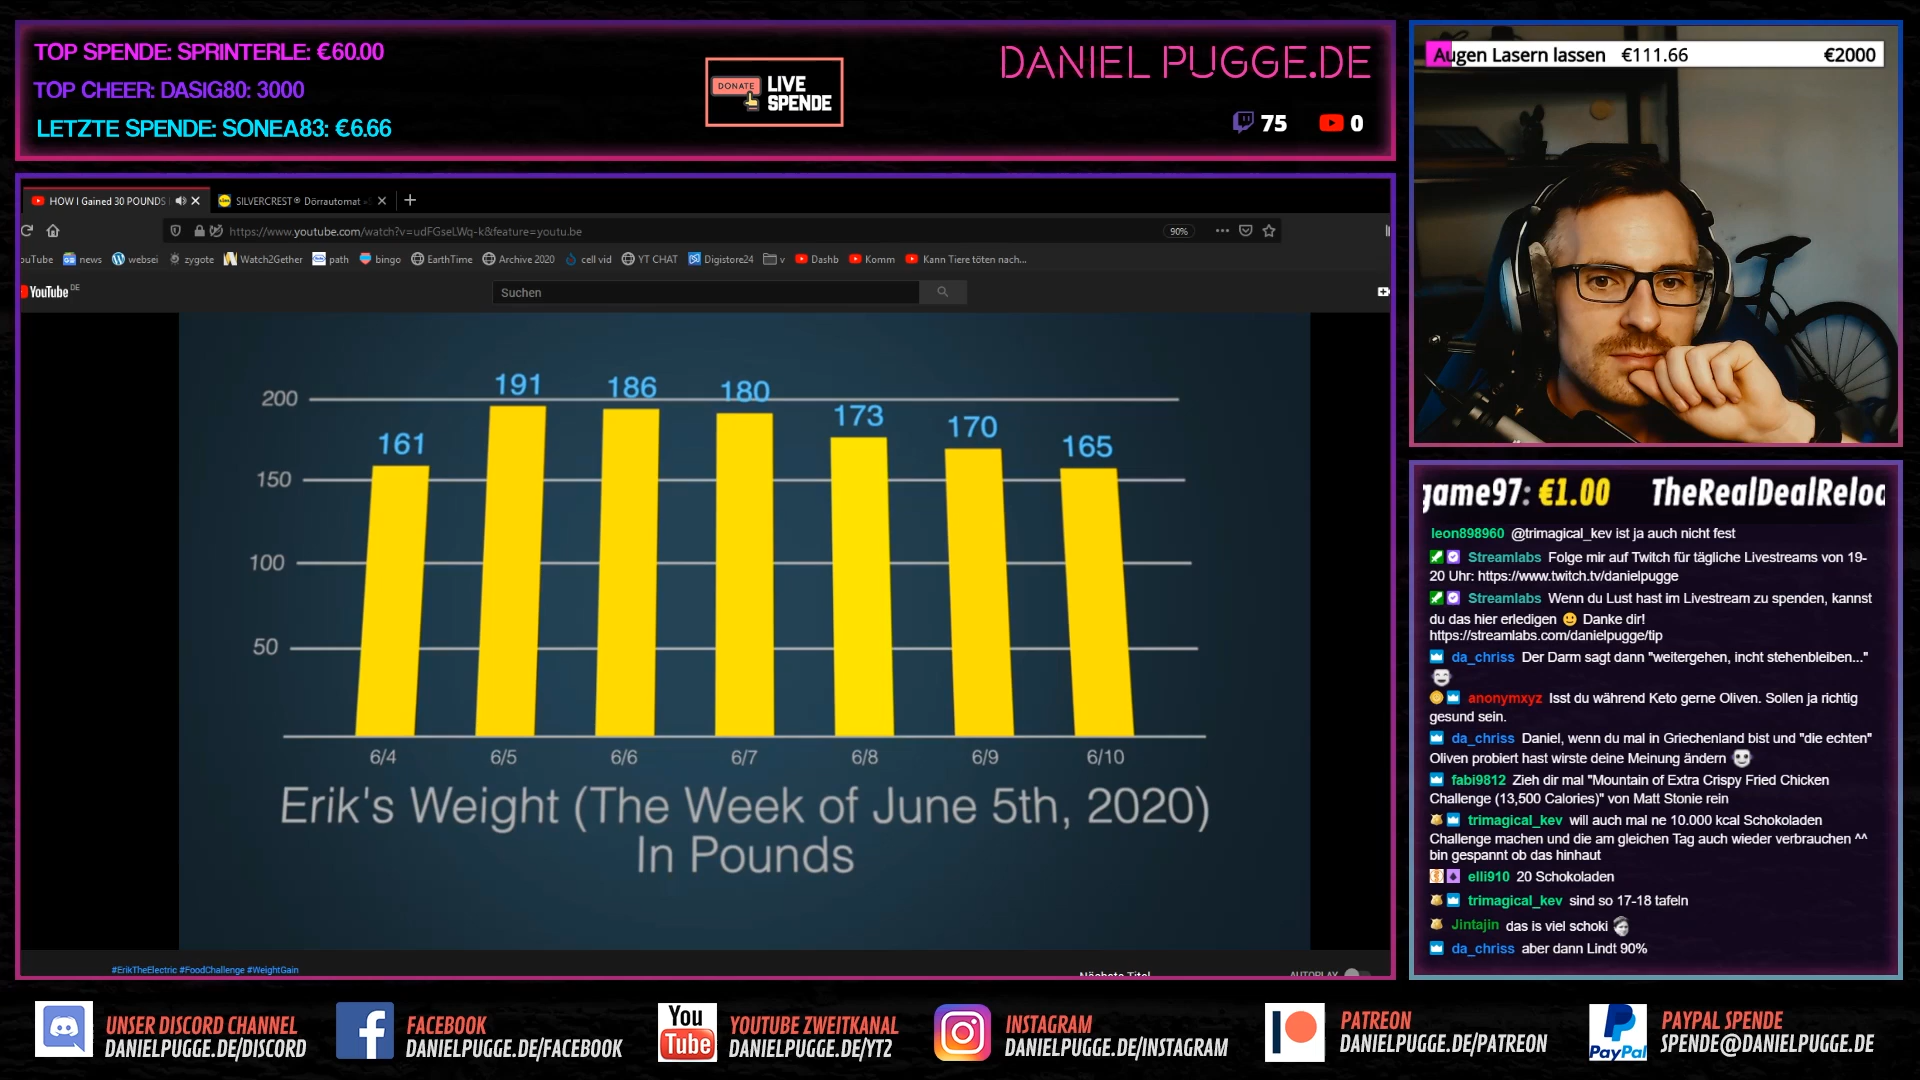 TOP SPENDE: SPRINTERLE: €60.00
TOP CHEER: DASIG80: 3000
LETZTE SPENDE: SONEA83: €6.66
DONATE
LIVE
SPENDE
DANIEL PUGGE.DE
75
0
Augen Lasern lassen €111.66 €2000
HOW I Gained 30 POUNDS
SILVERCREST® Dörrautomat
https://www.youtube.com/watch?v=udFGseLWq-k&feature=youtu.be
90%
ouTube news websei zygote Watch2Gether path bingo EarthTime Archive 2020 cell vid YT CHAT Digistore24 v Dashb Komm Kann Tiere töten nach...
YouTube DE
Suchen
200
150
100
50
161
191
186
180
173
170
165
6/4
6/5
6/6
6/7
6/8
6/9
6/10
Erik's Weight (The Week of June 5th, 2020)
In Pounds
#ErikTheElectric #FoodChallenge #WeightGain
Nächste Titel
AUTOPLAY
game97: €1.00 TheRealDealReloa
leon898960 @trimagical_kev ist ja auch nicht fest
Streamlabs Folge mir auf Twitch für tägliche Livestreams von 19-
20 Uhr: https://www.twitch.tv/danielpugge
Streamlabs Wenn du Lust hast im Livestream zu spenden, kannst
du das hier erledigen 🙂 Danke dir!
https://streamlabs.com/danielpugge/tip
da_chriss Der Darm sagt dann "weitergehen, incht stehenbleiben..."
anonymxyz Isst du während Keto gerne Oliven. Sollen ja richtig
gesund sein.
da_chriss Daniel, wenn du mal in Griechenland bist und "die echten"
Oliven probiert hast wirste deine Meinung ändern
fabi9812 Zieh dir mal "Mountain of Extra Crispy Fried Chicken
Challenge (13,500 Calories)" von Matt Stonie rein
trimagical_kev will auch mal ne 10.000 kcal Schokoladen
Challenge machen und die am gleichen Tag auch wieder verbrauchen ^^
bin gespannt ob das hinhaut
elli910 20 Schokoladen
trimagical_kev sind so 17-18 tafeln
Jintajin das is viel schoki
da_chriss aber dann Lindt 90%
UNSER DISCORD CHANNEL
DANIELPUGGE.DE/DISCORD
FACEBOOK
DANIELPUGGE.DE/FACEBOOK
You
Tube
YOUTUBE ZWEITKANAL
DANIELPUGGE.DE/YT2
INSTAGRAM
DANIELPUGGE.DE/INSTAGRAM
PATREON
DANIELPUGGE.DE/PATREON
PayPal
PAYPAL SPENDE
SPENDE@DANIELPUGGE.DE